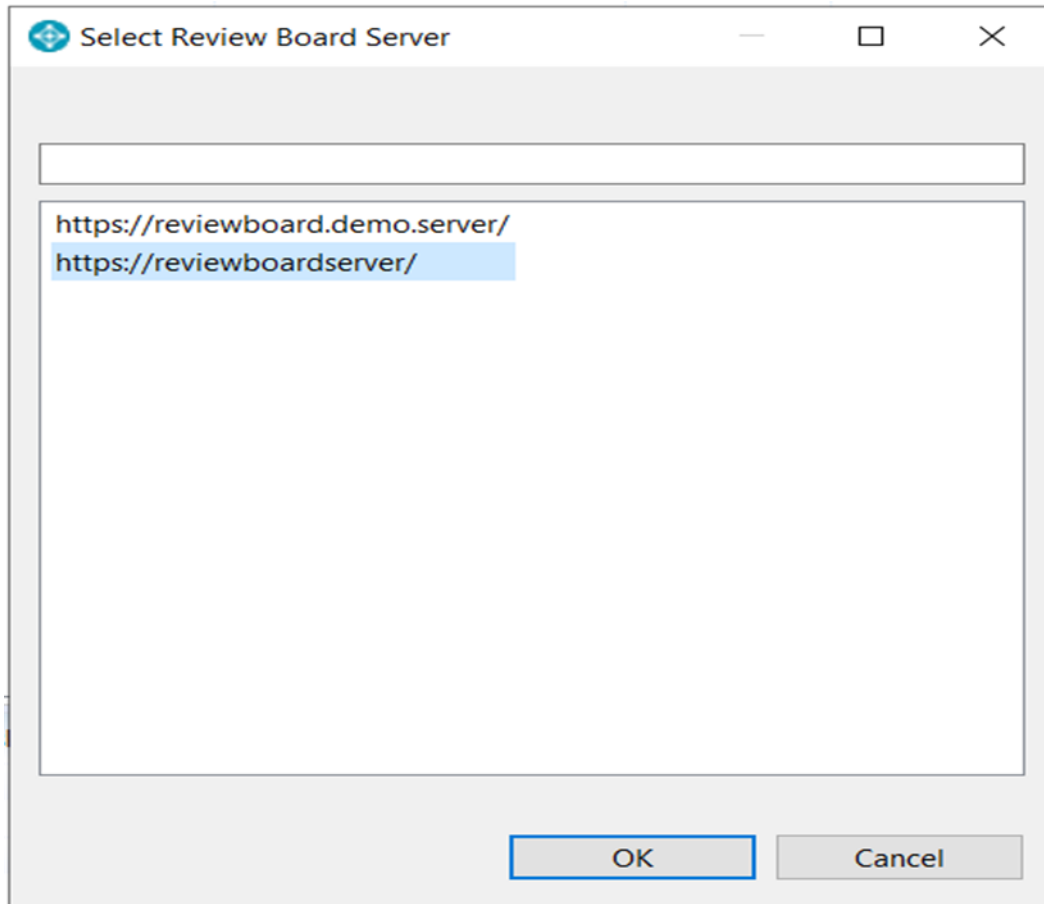 Select Review Board Server
https://reviewboard.demo.server/
https://reviewboardserver/
OK
Cancel